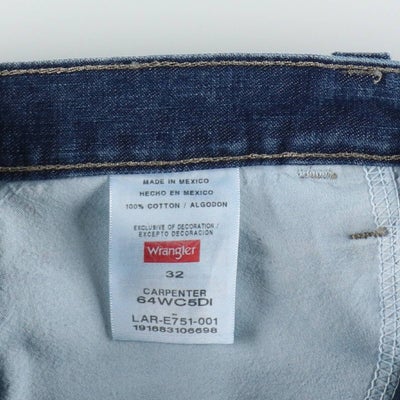 MADE IN MEXICO
HECHO EN MEXICO
100% COTTON / ALGODON
EXCLUSIVE OF DECORATION /
EXCEPTO DECORACION
Wrangler
32
CARPENTER
64WC5DI
LAR-E751-001
191683106698